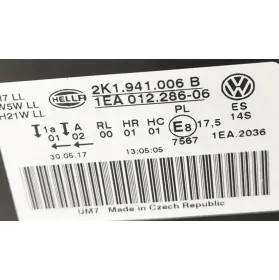 H7 LL
W5W LL
H21W LL
HELLA
2K1.941.006 B
1EA 012.286-06
PL
ES
14S
1a A RL HR HC
01 02 00 01 01
E8 17,5
7567
1EA.2036
30.05.17 13:05:05
UM7 Made in Czech Republic